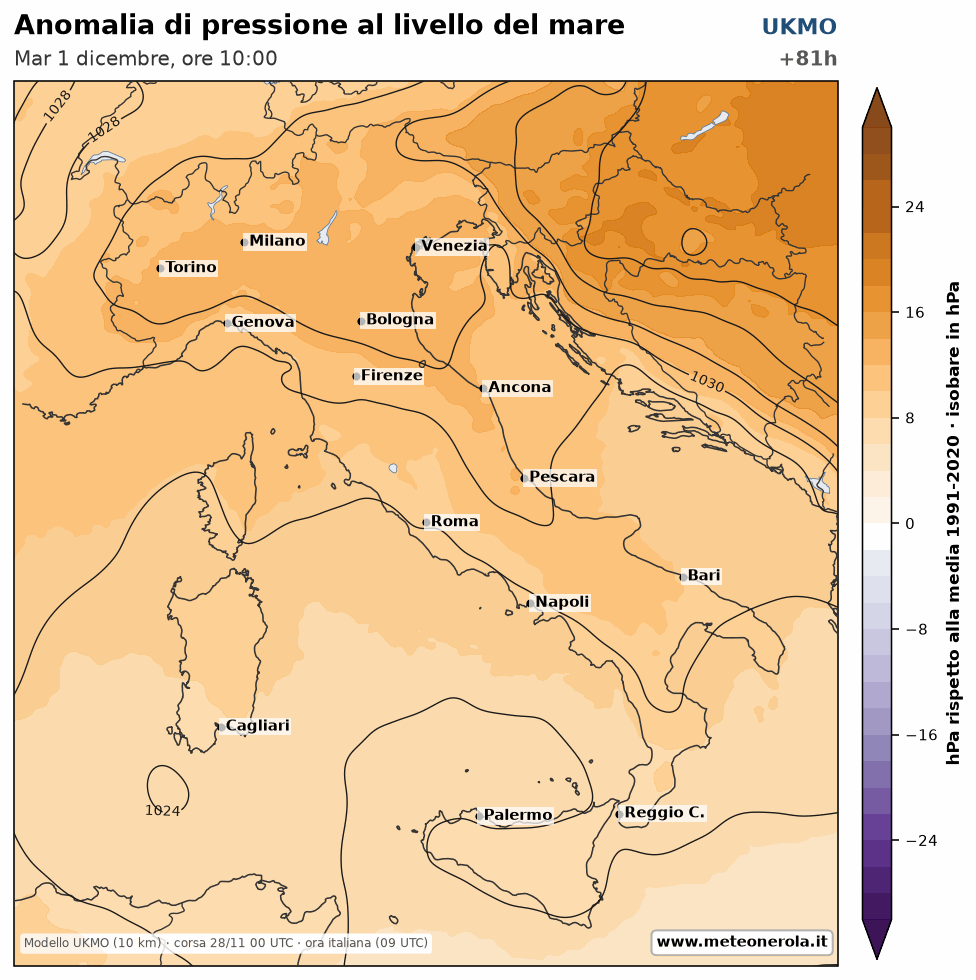 Anomalia di pressione al livello del mare
UKMO
Mar 1 dicembre, ore 10:00
+81h
1028
1028
Milano
Venezia
Torino
Genova
Bologna
Firenze
Ancona
1030
Pescara
Roma
Bari
Napoli
Cagliari
1024
Palermo
Reggio C.
Modello UKMO (10 km) · corsa 28/11 00 UTC · ora italiana (09 UTC)
www.meteonerola.it
24
16
8
0
−8
−16
−24
hPa rispetto alla media 1991-2020 · isobare in hPa